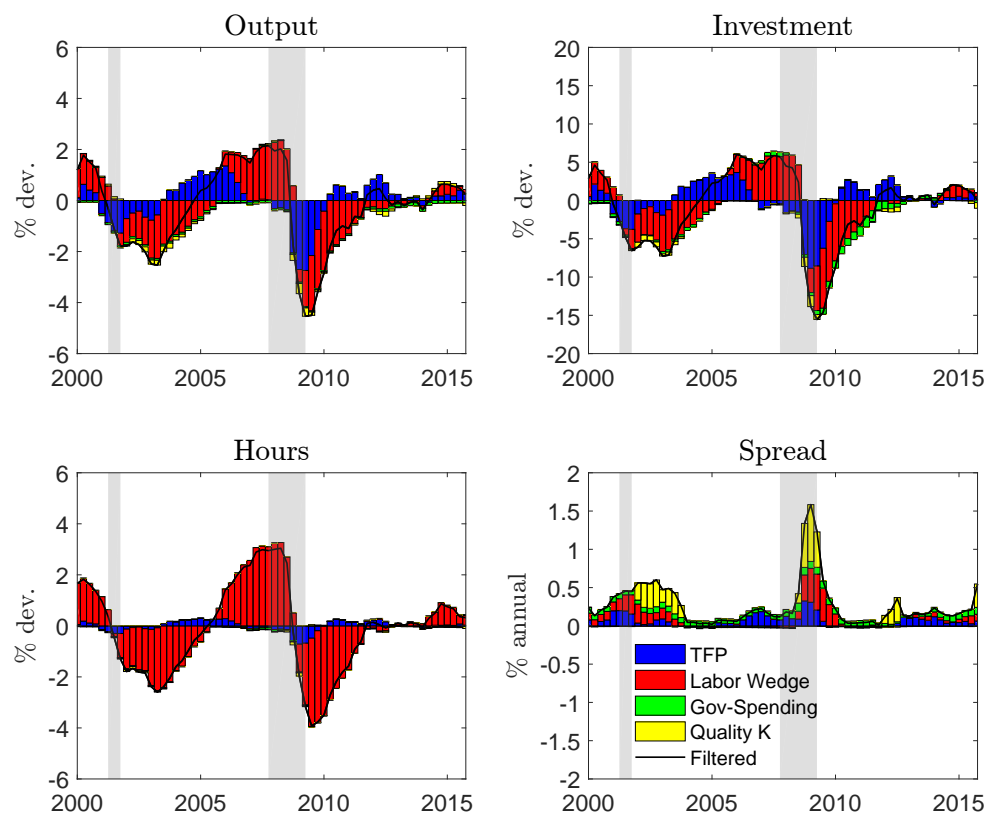 Output
6
4
2
0
-2
-4
-6
% dev.
2000 2005 2010 2015
Investment
20
15
10
5
0
-5
-10
-15
-20
% dev.
2000 2005 2010 2015
Hours
6
4
2
0
-2
-4
-6
% dev.
2000 2005 2010 2015
Spread
2
1.5
1
0.5
0
-0.5
-1
-1.5
-2
% annual
2000 2005 2010 2015
TFP
Labor Wedge
Gov-Spending
Quality K
Filtered